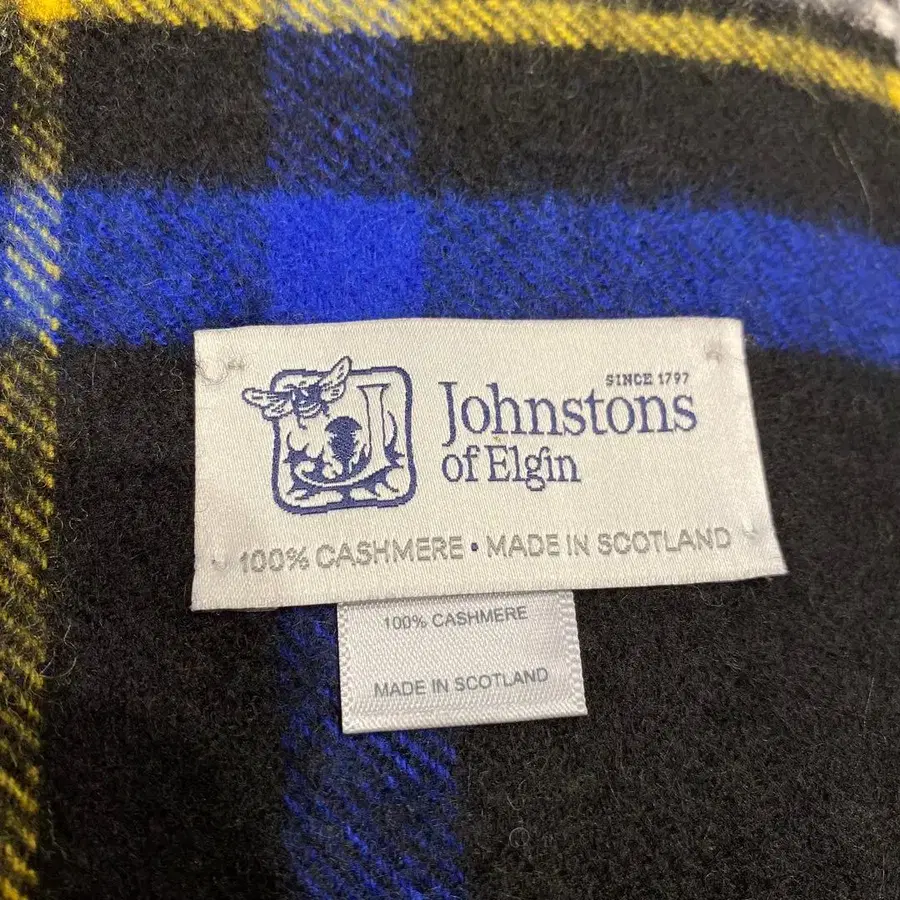 SINCE 1797
Johnstons
of Elgin
100% CASHMERE • MADE IN SCOTLAND
100% CASHMERE
MADE IN SCOTLAND